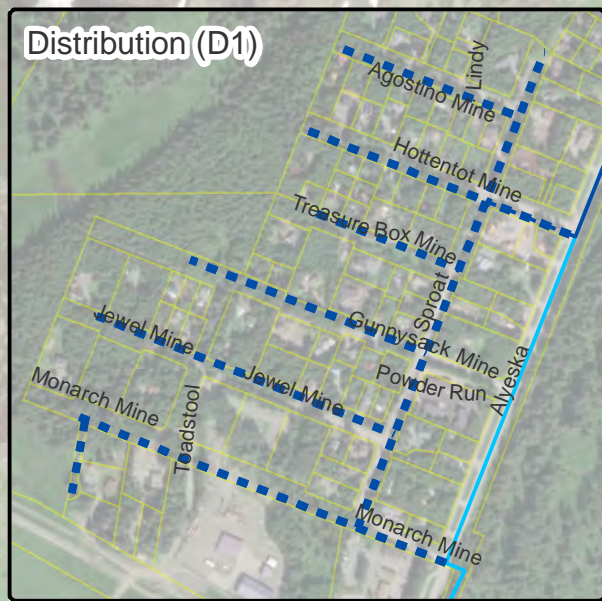 Distribution (D1)
Lindy
Agostino Mine
Hottentot Mine
Treasure Box Mine
Sproat
Gunnysack Mine
Jewel Mine
Jewel Mine
Powder Run
Alyeska
Monarch Mine
Toadstool
Monarch Mine